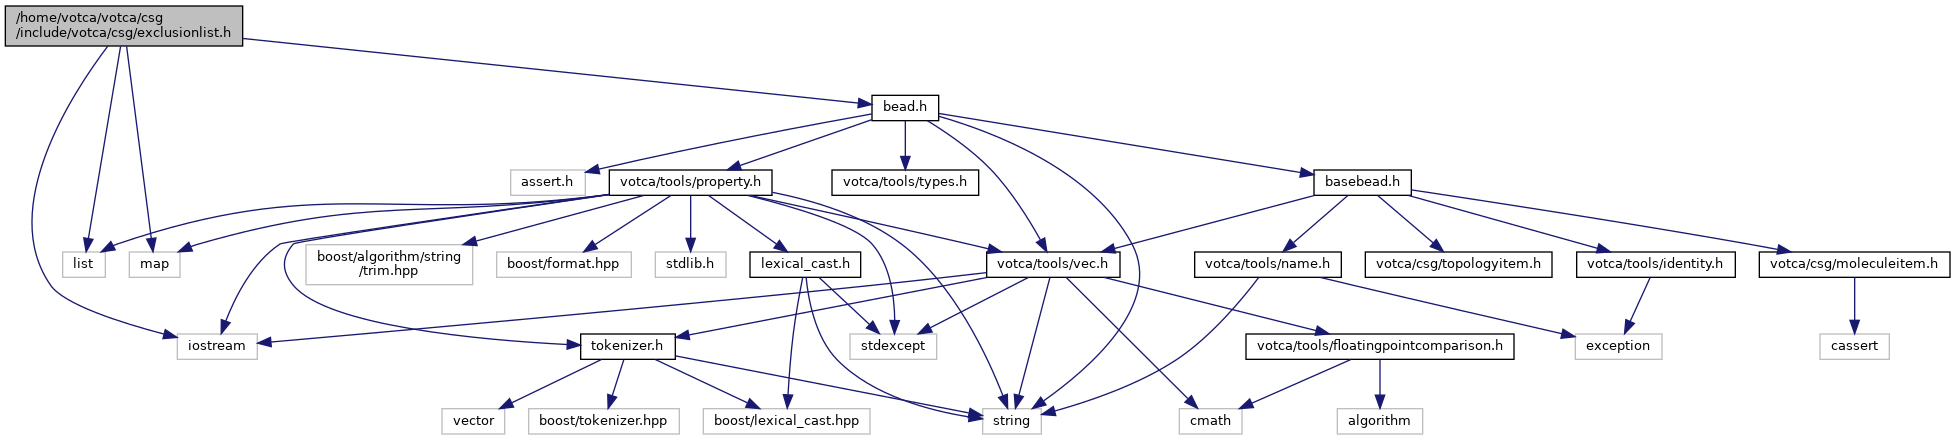 /home/votca/votca/csg
/include/votca/csg/exclusionlist.h
bead.h
assert.h
votca/tools/property.h
votca/tools/types.h
basebead.h
list
map
boost/algorithm/string
/trim.hpp
boost/format.hpp
stdlib.h
lexical_cast.h
votca/tools/vec.h
votca/tools/name.h
votca/csg/topologyitem.h
votca/tools/identity.h
votca/csg/moleculeitem.h
iostream
tokenizer.h
stdexcept
votca/tools/floatingpointcomparison.h
exception
cassert
vector
boost/tokenizer.hpp
boost/lexical_cast.hpp
string
cmath
algorithm